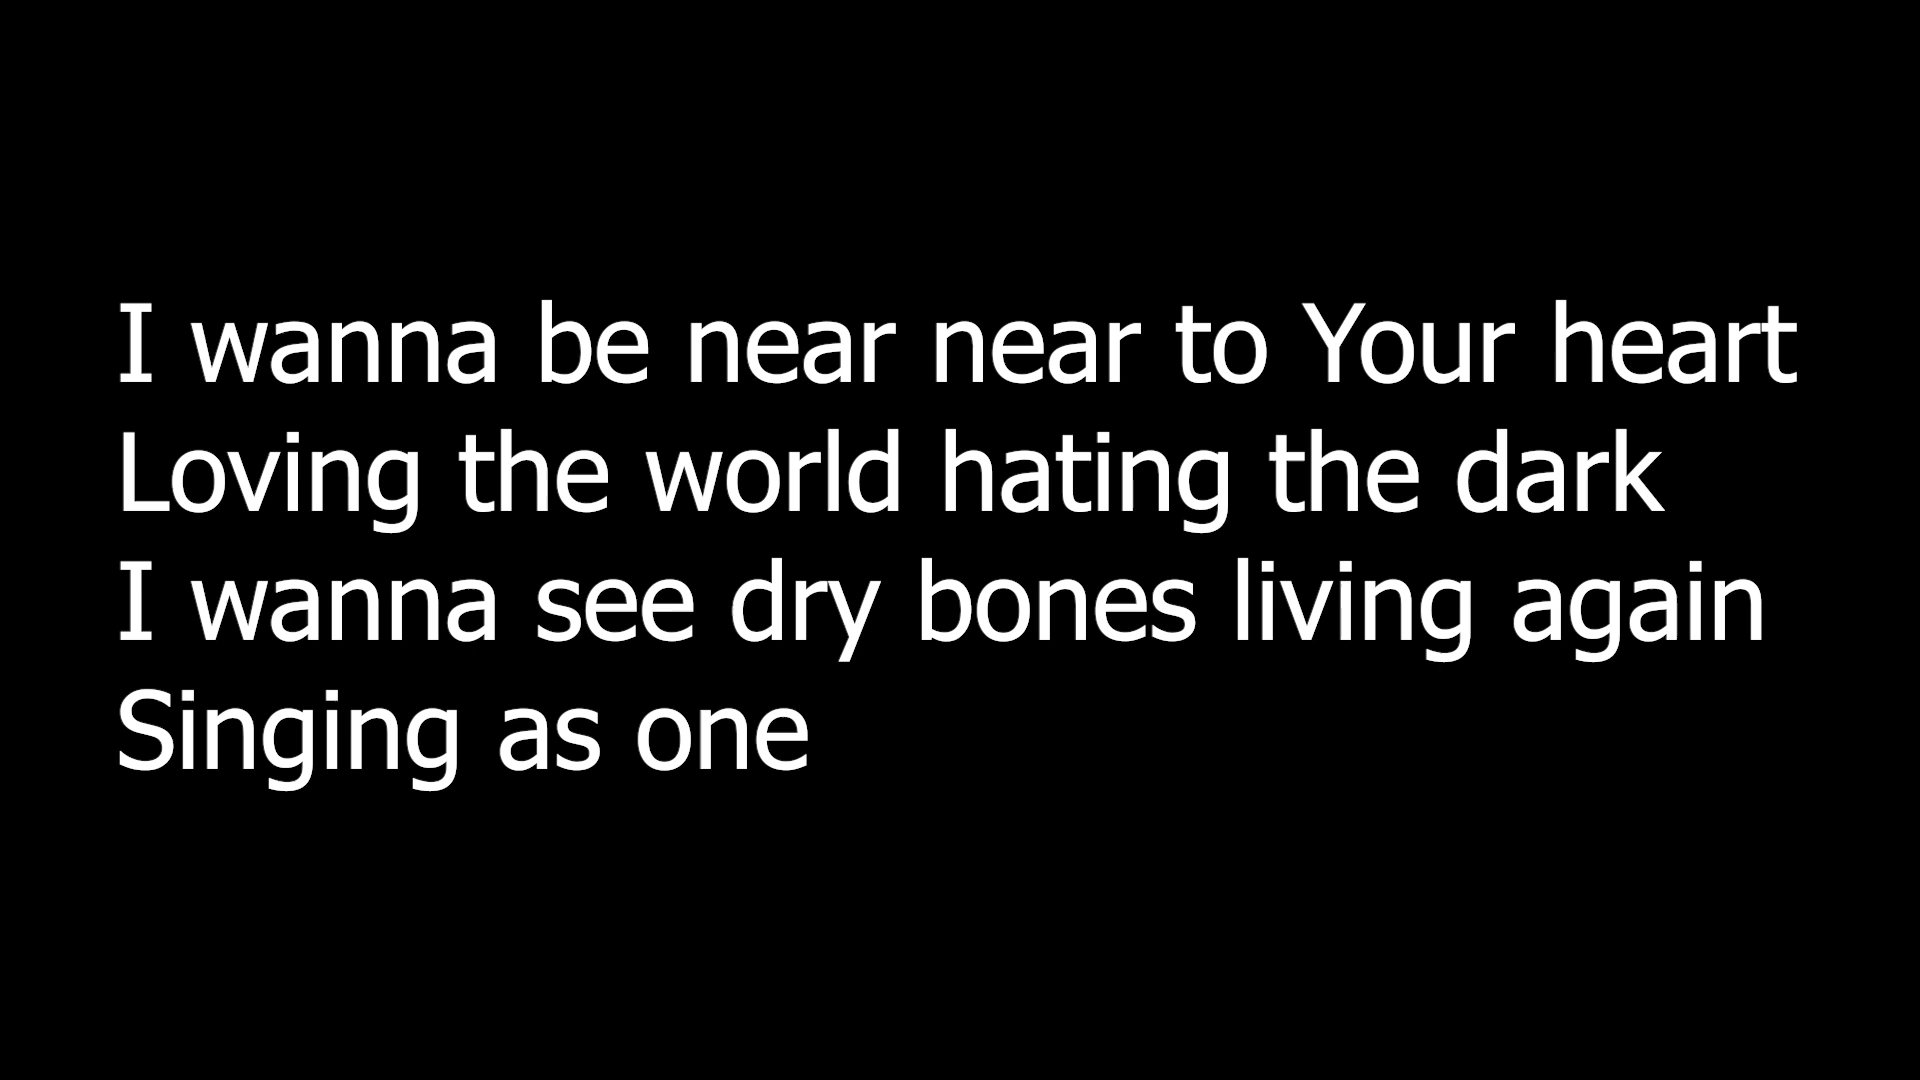 I wanna be near near to Your heart
Loving the world hating the dark
I wanna see dry bones living again
Singing as one